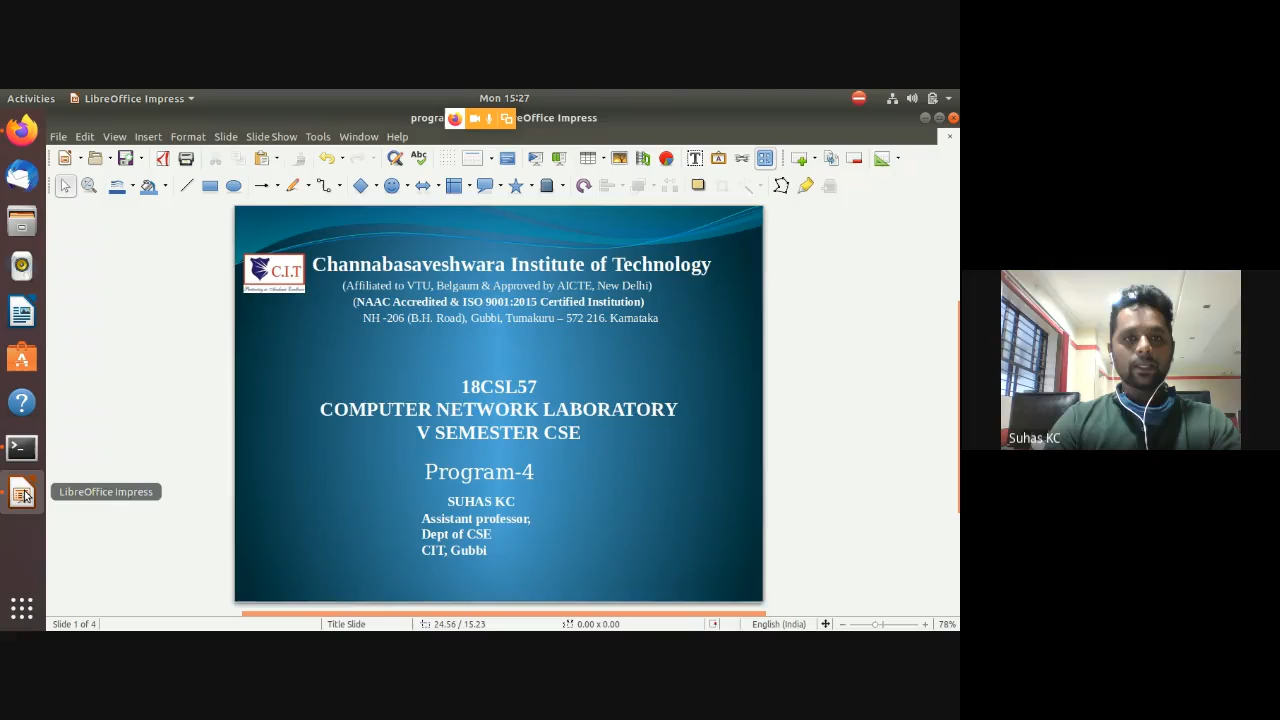 Activities
LibreOffice Impress
Mon 15:27
progra
eOffice Impress
File Edit View Insert Format Slide Slide Show Tools Window Help
C.I.T
Channabasaveshwara Institute of Technology
(Affiliated to VTU, Belgaum & Approved by AICTE, New Delhi)
(NAAC Accredited & ISO 9001:2015 Certified Institution)
NH -206 (B.H. Road), Gubbi, Tumakuru – 572 216. Karnataka
18CSL57
COMPUTER NETWORK LABORATORY
V SEMESTER CSE
Program-4
SUHAS KC
Assistant professor,
Dept of CSE
CIT, Gubbi
LibreOffice Impress
Suhas KC
Slide 1 of 4
Title Slide
24.56 / 15.23
0.00 x 0.00
English (India)
78%